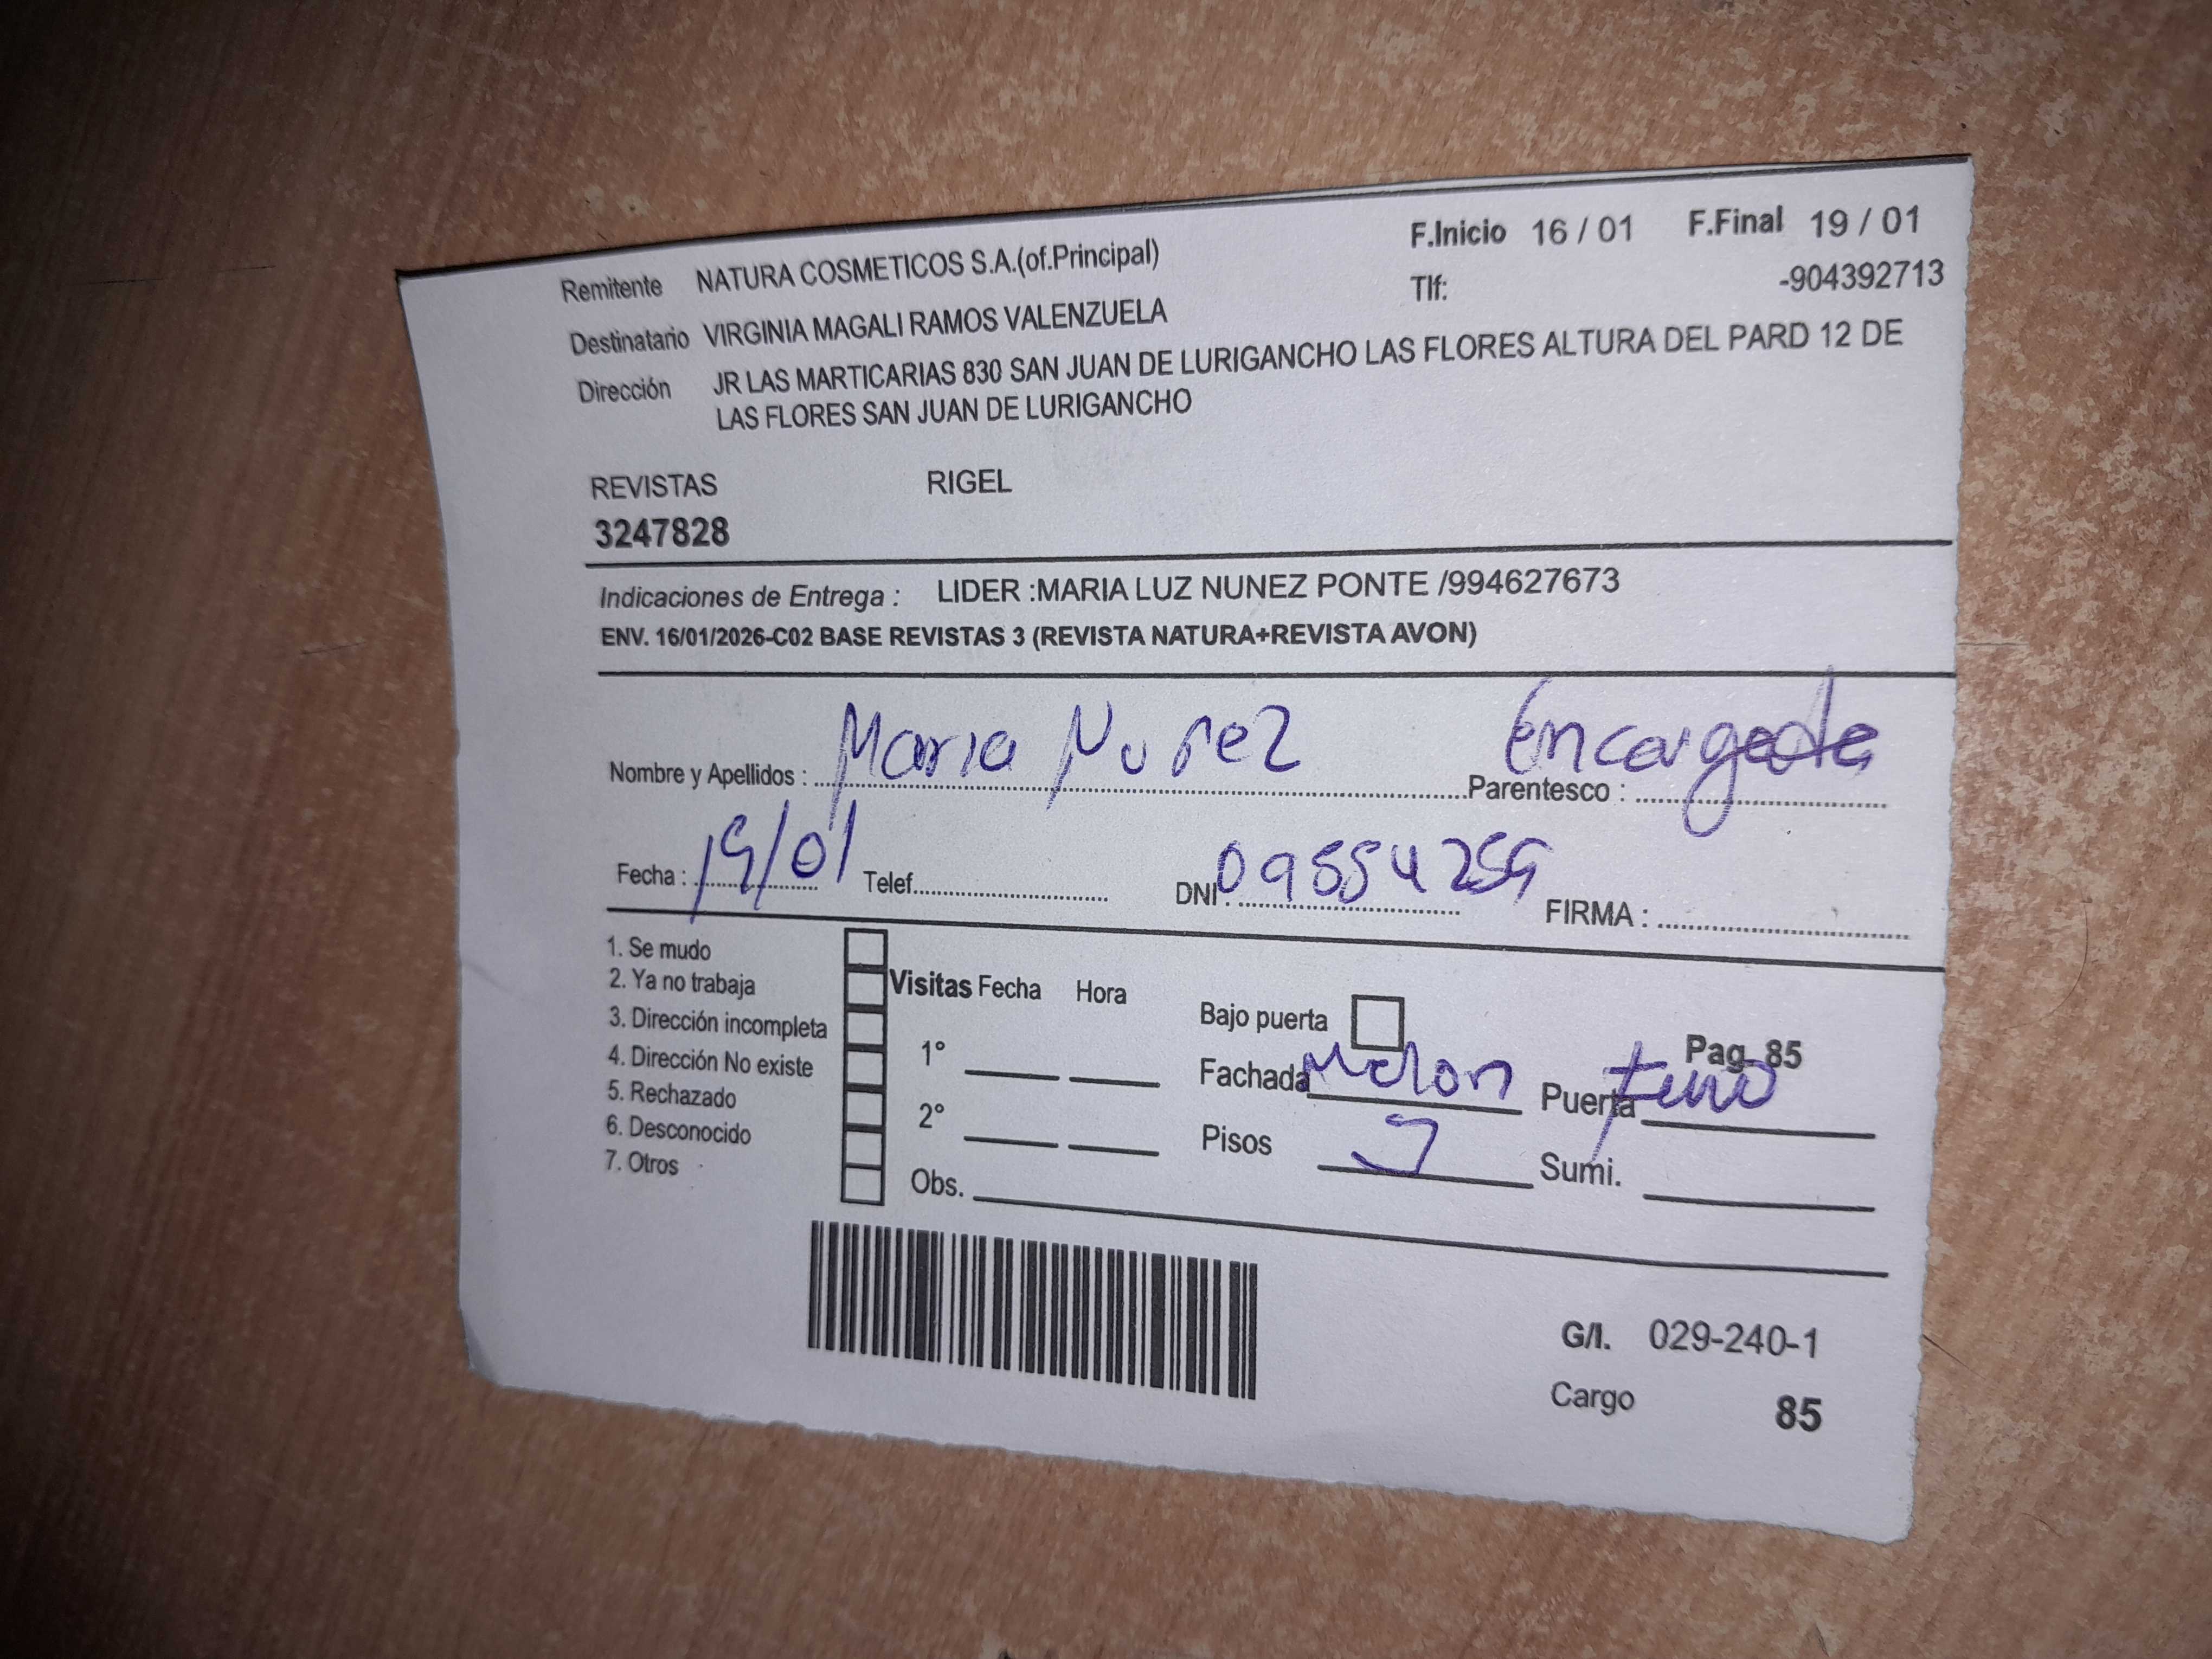 Remitente NATURA COSMETICOS S.A.(of.Principal) F.Inicio 16 / 01 F.Final 19 / 01
Destinatario VIRGINIA MAGALI RAMOS VALENZUELA Tlf: -904392713
Dirección JR LAS MARTICARIAS 830 SAN JUAN DE LURIGANCHO LAS FLORES ALTURA DEL PARD 12 DE
LAS FLORES SAN JUAN DE LURIGANCHO
REVISTAS RIGEL
3247828
Indicaciones de Entrega : LIDER :MARIA LUZ NUNEZ PONTE /994627673
ENV. 16/01/2026-C02 BASE REVISTAS 3 (REVISTA NATURA+REVISTA AVON)
Nombre y Apellidos : Maria Nuñez Parentesco : Encargada
Fecha : 19/01 Telef. DNI : 09554259 FIRMA :
1. Se mudo
2. Ya no trabaja
3. Dirección incompleta
4. Dirección No existe
5. Rechazado
6. Desconocido
7. Otros
Visitas Fecha Hora
1°
2°
Obs.
Bajo puerta Pag 85
Fachada Melon Puerta fierro
Pisos 3 Sumi.
G/I. 029-240-1
Cargo 85